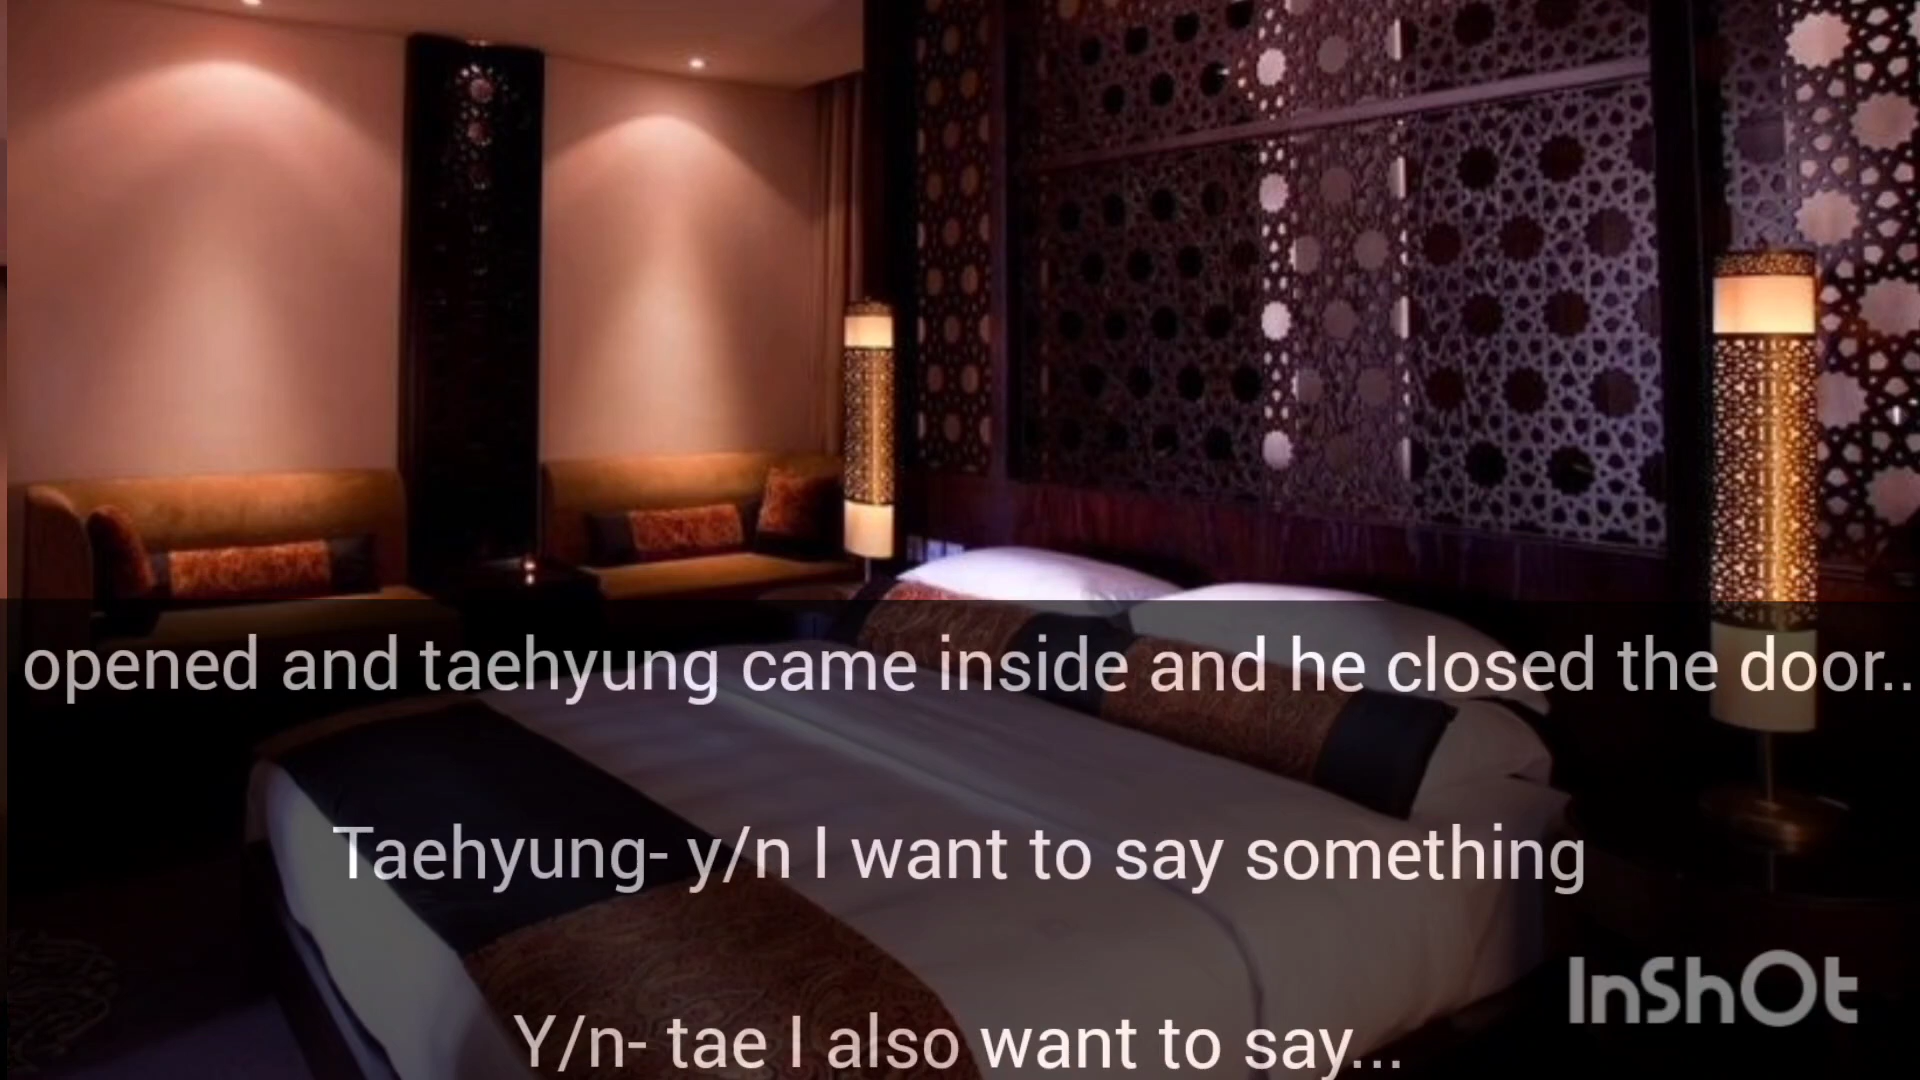 opened and taehyung came inside and he closed the door..
Taehyung- y/n I want to say something
Y/n- tae I also want to say...
InShOt